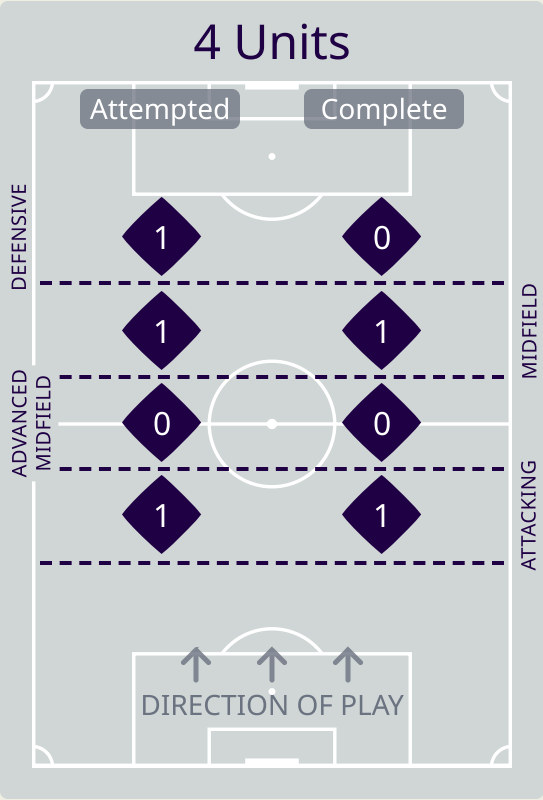 4 Units
Attempted Complete
DEFENSIVE
1 0
MIDFIELD
1 1
ADVANCED
MIDFIELD
0 0
ATTACKING
1 1
DIRECTION OF PLAY